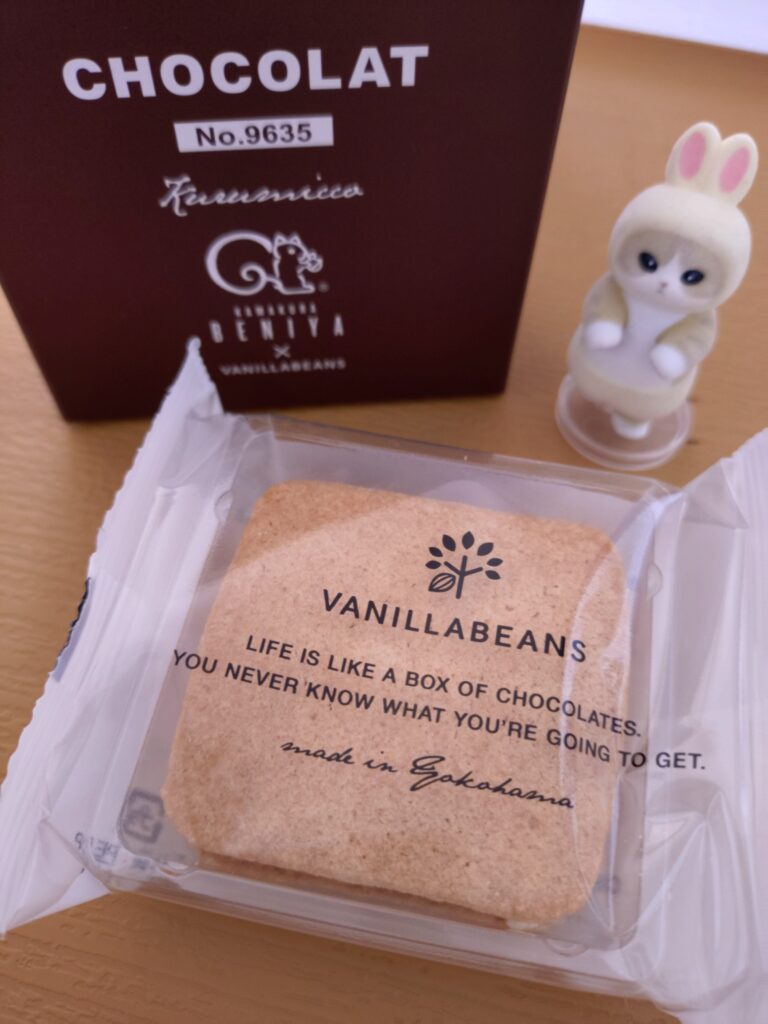 CHOCOLAT
No.9635
Kurumicco
KAMAKURA
BENIYA
×
VANILLABEANS
VANILLABEANS
LIFE IS LIKE A BOX OF CHOCOLATES.
YOU NEVER KNOW WHAT YOU'RE GOING TO GET.
made in Yokohama